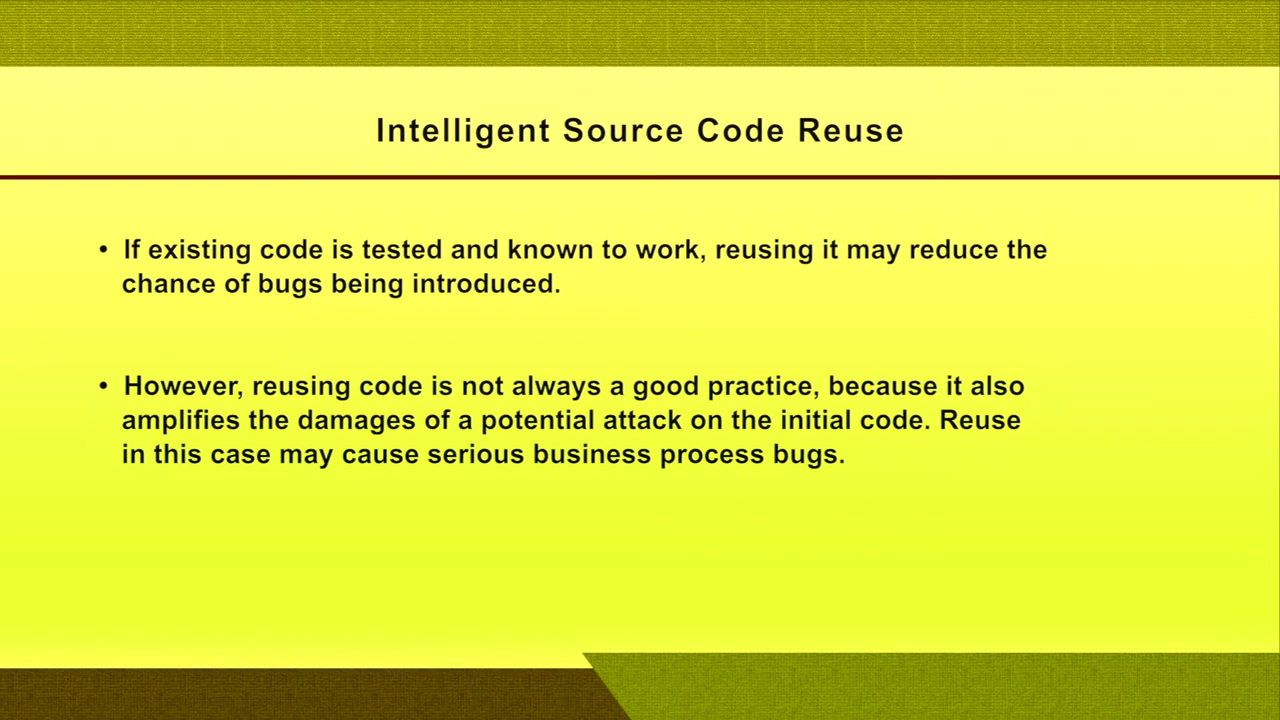 Intelligent Source Code Reuse
• If existing code is tested and known to work, reusing it may reduce the
chance of bugs being introduced.
• However, reusing code is not always a good practice, because it also
amplifies the damages of a potential attack on the initial code. Reuse
in this case may cause serious business process bugs.